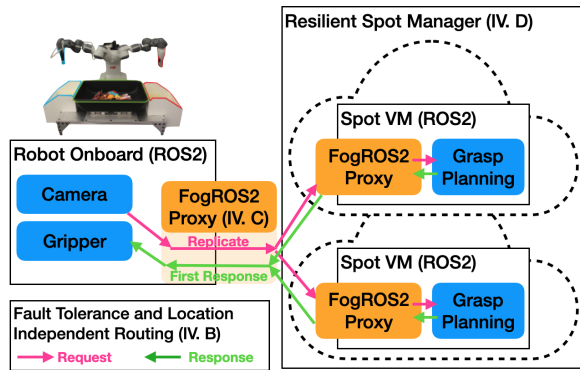 Resilient Spot Manager (IV. D)
Spot VM (ROS2)
FogROS2
Proxy
Grasp
Planning
Robot Onboard (ROS2)
Camera
Gripper
FogROS2
Proxy (IV. C)
Replicate
First Response
Spot VM (ROS2)
FogROS2
Proxy
Grasp
Planning
Fault Tolerance and Location
Independent Routing (IV. B)
Request
Response